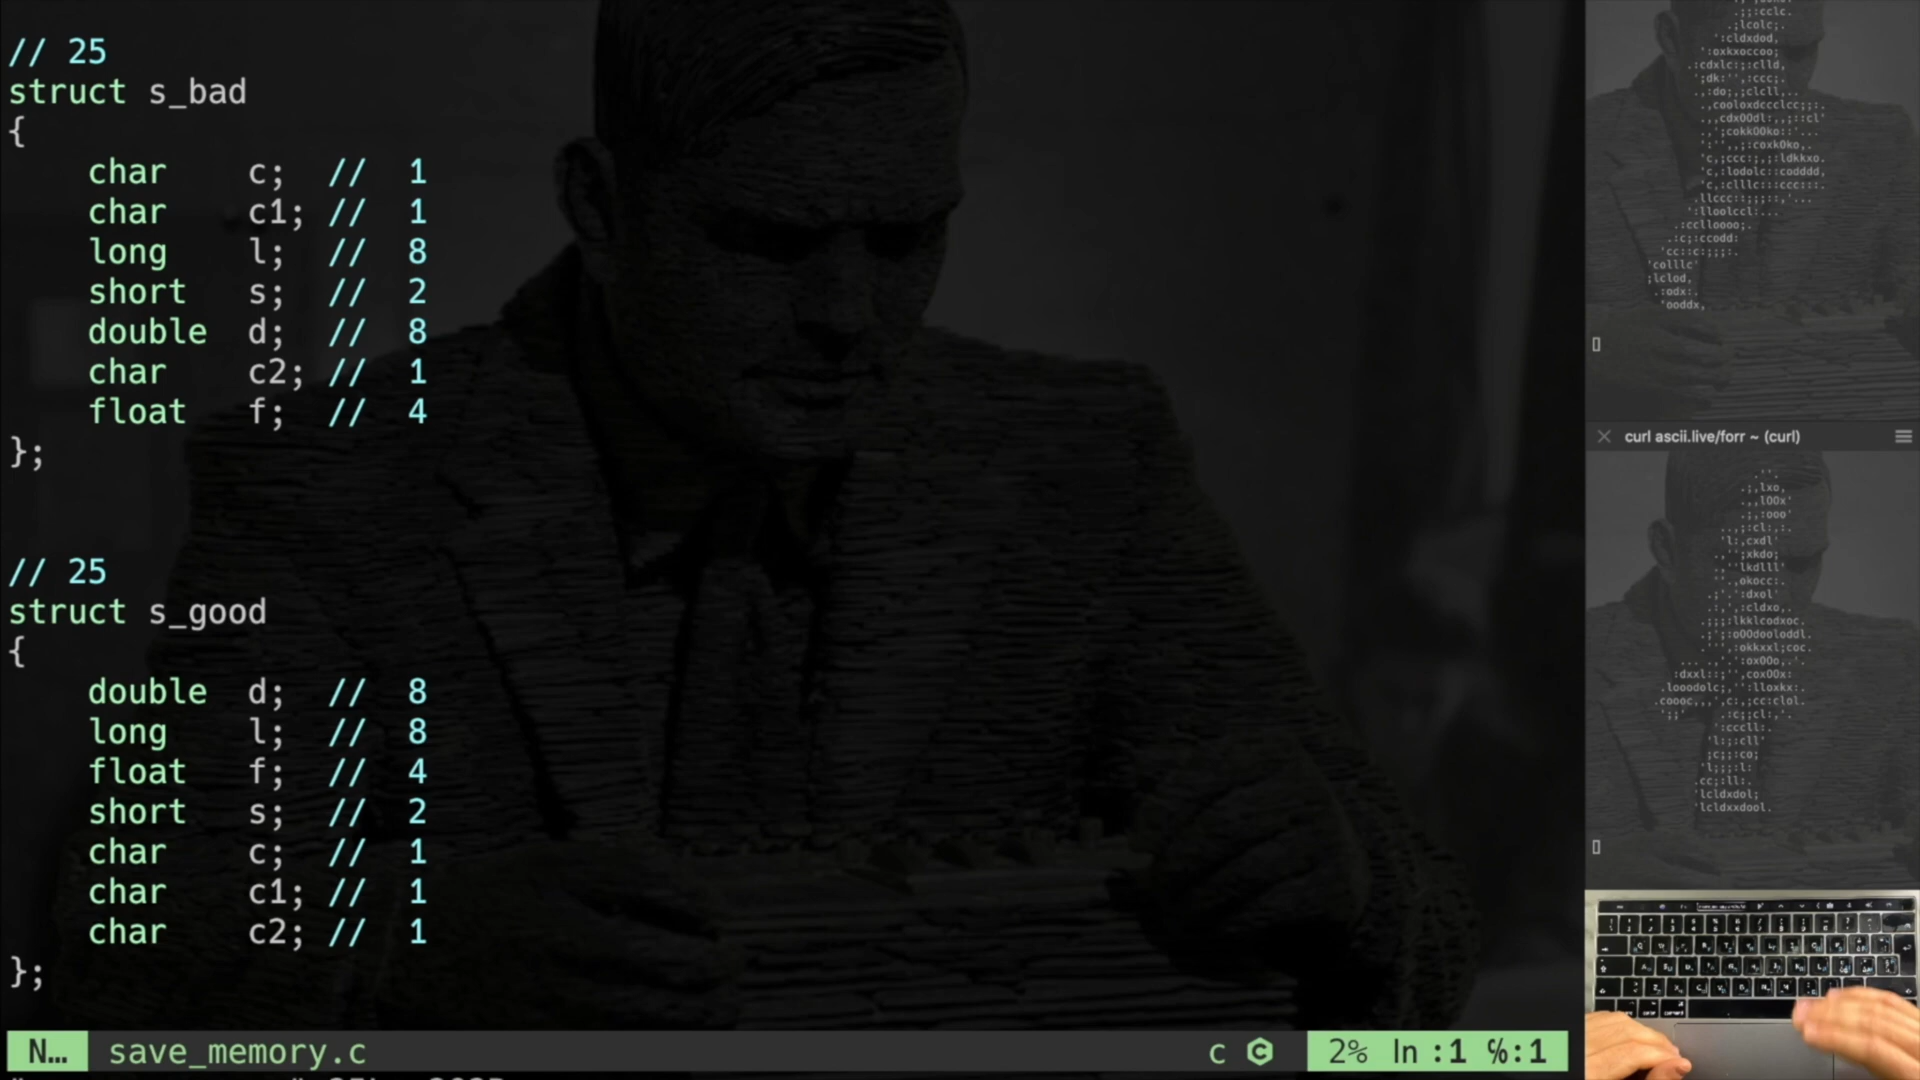 // 25
struct s_bad
{
    char    c;  //  1
    char    c1; //  1
    long    l;  //  8
    short   s;  //  2
    double  d;  //  8
    char    c2; //  1
    float   f;  //  4
};
// 25
struct s_good
{
    double  d;  //  8
    long    l;  //  8
    float   f;  //  4
    short   s;  //  2
    char    c;  //  1
    char    c1; //  1
    char    c2; //  1
};
N... save_memory.c c 2% ln :1 %:1
curl ascii.live/forr ~ (curl)